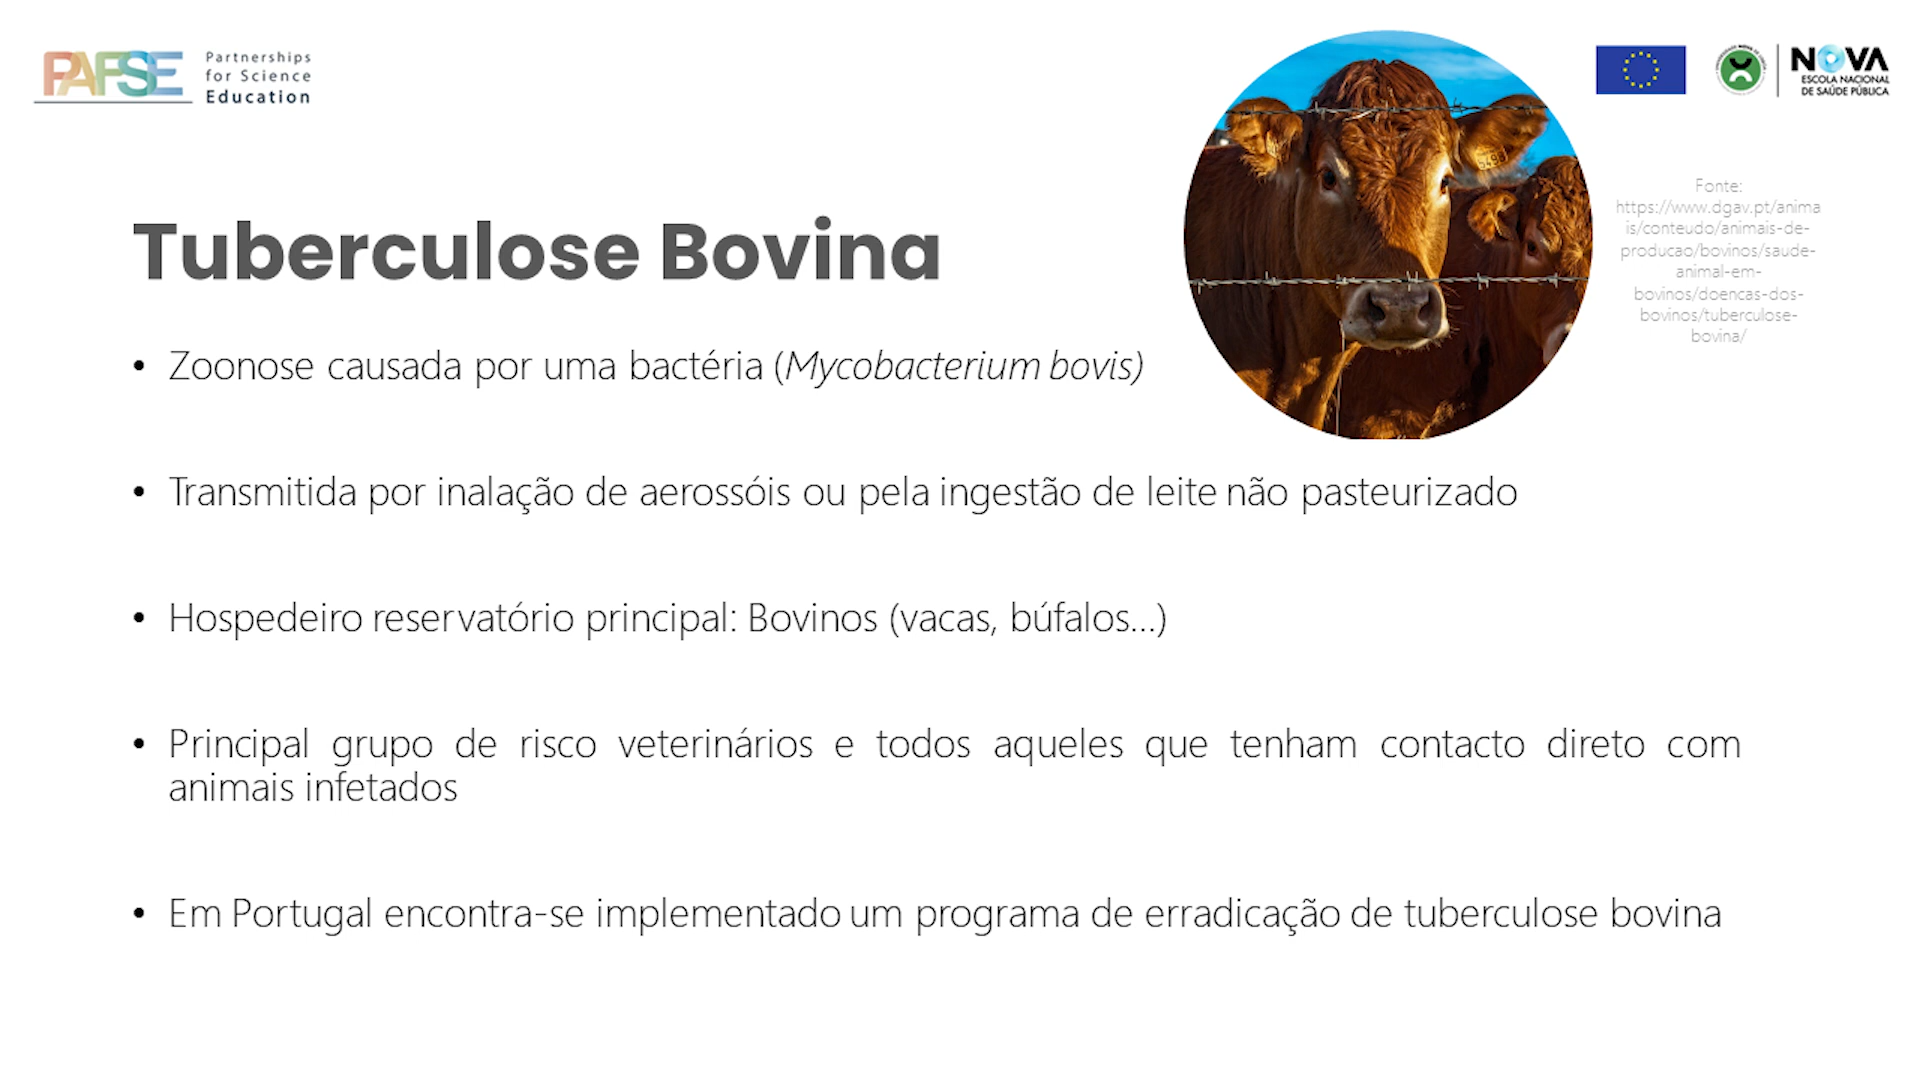 PAFSE
Partnerships
for Science
Education
NOVA
ESCOLA NACIONAL
DE SAÚDE PÚBLICA
Fonte:
https://www.dgav.pt/anima
is/conteudo/animais-de-
producao/bovinos/saude-
animal-em-
bovinos/doencas-dos-
bovinos/tuberculose-
bovina/
Tuberculose Bovina
• Zoonose causada por uma bactéria (Mycobacterium bovis)
• Transmitida por inalação de aerossóis ou pela ingestão de leite não pasteurizado
• Hospedeiro reservatório principal: Bovinos (vacas, búfalos...)
• Principal grupo de risco veterinários e todos aqueles que tenham contacto direto com
animais infetados
• Em Portugal encontra-se implementado um programa de erradicação de tuberculose bovina